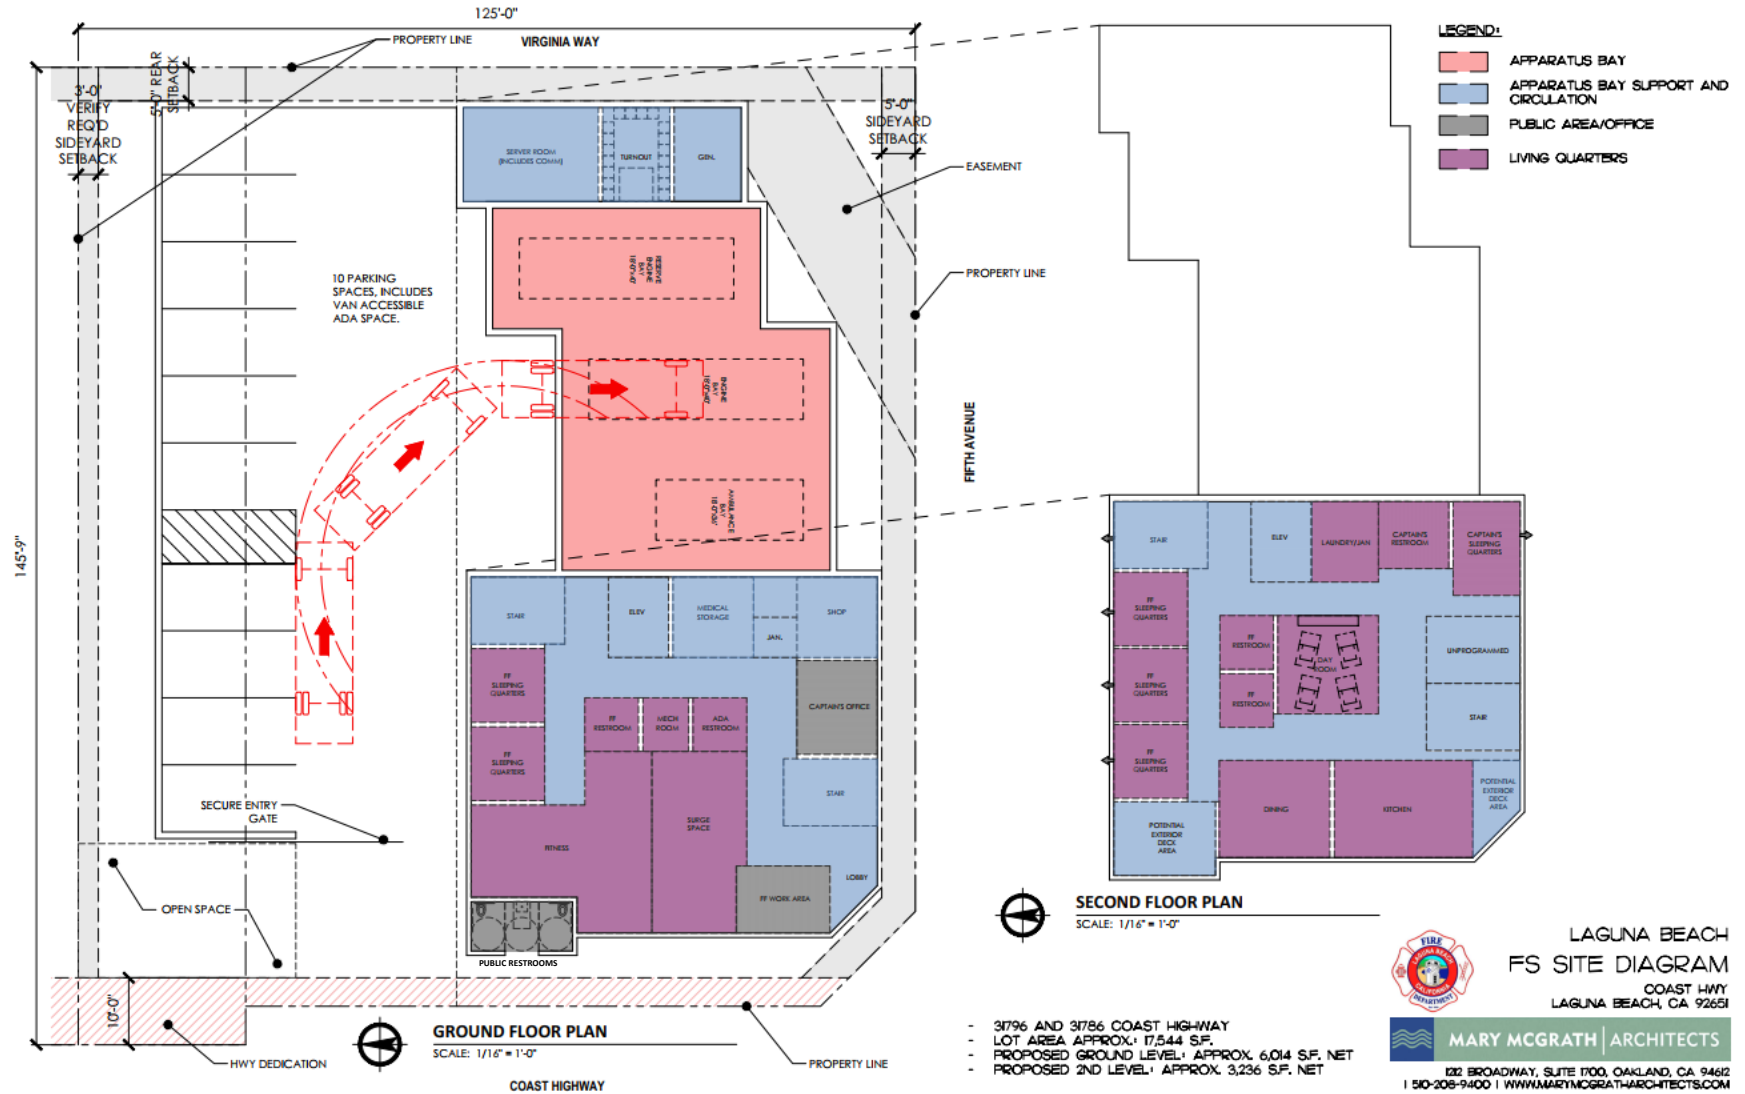 125'-0"
VIRGINIA WAY
PROPERTY LINE
5'-0" REAR
SETBACK
3'-0"
VERIFY
REQ'D
SIDEYARD
SETBACK
5'-0"
SIDEYARD
SETBACK
EASEMENT
PROPERTY LINE
SERVER ROOM
(INCLUDES COMM)
TURNOUT
GEN.
10 PARKING
SPACES, INCLUDES
VAN ACCESSIBLE
ADA SPACE.
RESERVE
ENGINE
BAY
ENGINE
BAY
AMBULANCE
BAY
FIFTH AVENUE
145'-9"
STAIR
ELEV
MEDICAL
STORAGE
JAN.
SHOP
FF
SLEEPING
QUARTERS
FF
SLEEPING
QUARTERS
FF
RESTROOM
MECH
ROOM
ADA
RESTROOM
CAPTAIN'S OFFICE
STAIR
SURGE
SPACE
FITNESS
LOBBY
FF WORK AREA
PUBLIC RESTROOMS
SECURE ENTRY
GATE
OPEN SPACE
10'-0"
HWY DEDICATION
PROPERTY LINE
GROUND FLOOR PLAN
SCALE: 1/16" = 1'-0"
COAST HIGHWAY
LEGEND:
APPARATUS BAY
APPARATUS BAY SUPPORT AND
CIRCULATION
PUBLIC AREA/OFFICE
LIVING QUARTERS
STAIR
ELEV
LAUNDRY/JAN
CAPTAIN'S
RESTROOM
CAPTAIN'S
SLEEPING
QUARTERS
FF
SLEEPING
QUARTERS
FF
SLEEPING
QUARTERS
FF
SLEEPING
QUARTERS
FF
RESTROOM
FF
RESTROOM
DAY
ROOM
UNPROGRAMMED
STAIR
POTENTIAL
EXTERIOR
DECK
AREA
DINING
KITCHEN
POTENTIAL
EXTERIOR
DECK
AREA
SECOND FLOOR PLAN
SCALE: 1/16" = 1'-0"
- 31796 AND 31786 COAST HIGHWAY
- LOT AREA APPROX.: 17,544 S.F.
- PROPOSED GROUND LEVEL: APPROX. 6,014 S.F. NET
- PROPOSED 2ND LEVEL: APPROX. 3,236 S.F. NET
FIRE
LAGUNA BEACH
CALIFORNIA
DEPARTMENT
LAGUNA BEACH
FS SITE DIAGRAM
COAST HWY
LAGUNA BEACH, CA 92651
MARY MCGRATH | ARCHITECTS
1212 BROADWAY, SUITE 1700, OAKLAND, CA 94612
T 510-208-9400 | WWW.MARYMCGRATHARCHITECTS.COM